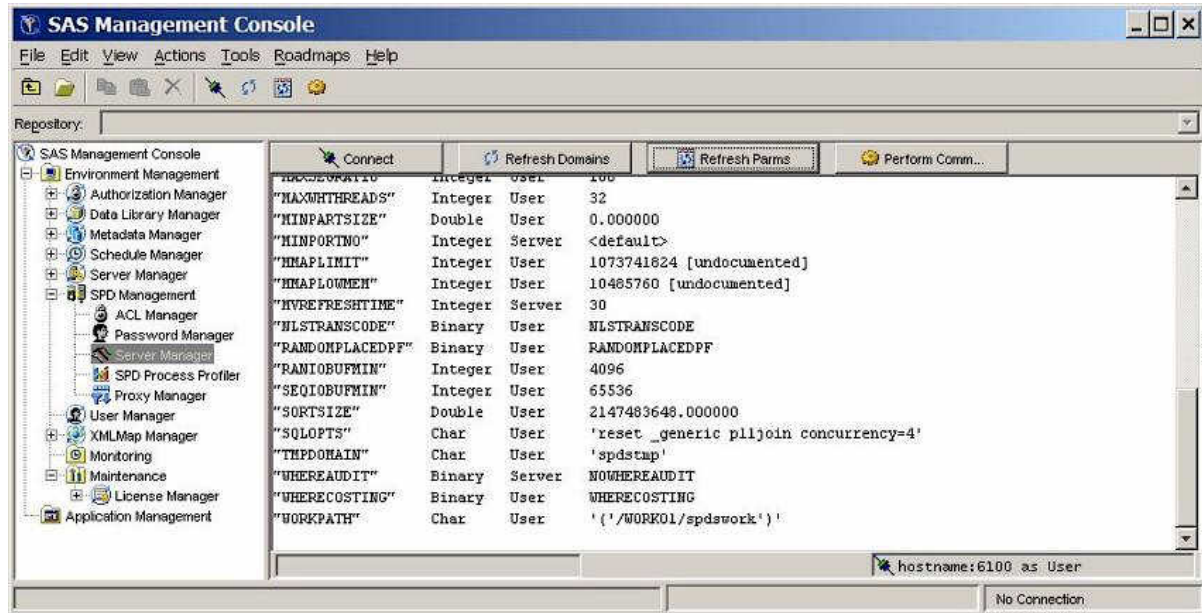 SAS Management Console
File Edit View Actions Tools Roadmaps Help
Repository:
SAS Management Console
Environment Management
Authorization Manager
Data Library Manager
Metadata Manager
Schedule Manager
Server Manager
SPD Management
ACL Manager
Password Manager
Server Manager
SPD Process Profiler
Proxy Manager
User Manager
XMLMap Manager
Monitoring
Maintenance
License Manager
Application Management
Connect Refresh Domains Refresh Parms Perform Comm...
"MAXSEGRATIO" Integer User 100
"MAXWHTHREADS" Integer User 32
"MINPARTSIZE" Double User 0.000000
"MINPORTNO" Integer Server <default>
"MMAPLIMIT" Integer User 1073741824 [undocumented]
"MMAPLOWMEM" Integer User 10485760 [undocumented]
"MVREFRESHTIME" Integer Server 30
"NLSTRANSCODE" Binary User NLSTRANSCODE
"RANDOMPLACEDPF" Binary User RANDOMPLACEDPF
"RANIOBUFMIN" Integer User 4096
"SEQIOBUFMIN" Integer User 65536
"SORTSIZE" Double User 2147483648.000000
"SQLOPTS" Char User 'reset _generic plljoin concurrency=4'
"TMPDOMAIN" Char User 'spdstmp'
"WHEREAUDIT" Binary Server NOWHEREAUDIT
"WHERECOSTING" Binary User WHERECOSTING
"WORKPATH" Char User '('/WORK01/spdswork')'
hostname:6100 as User
No Connection